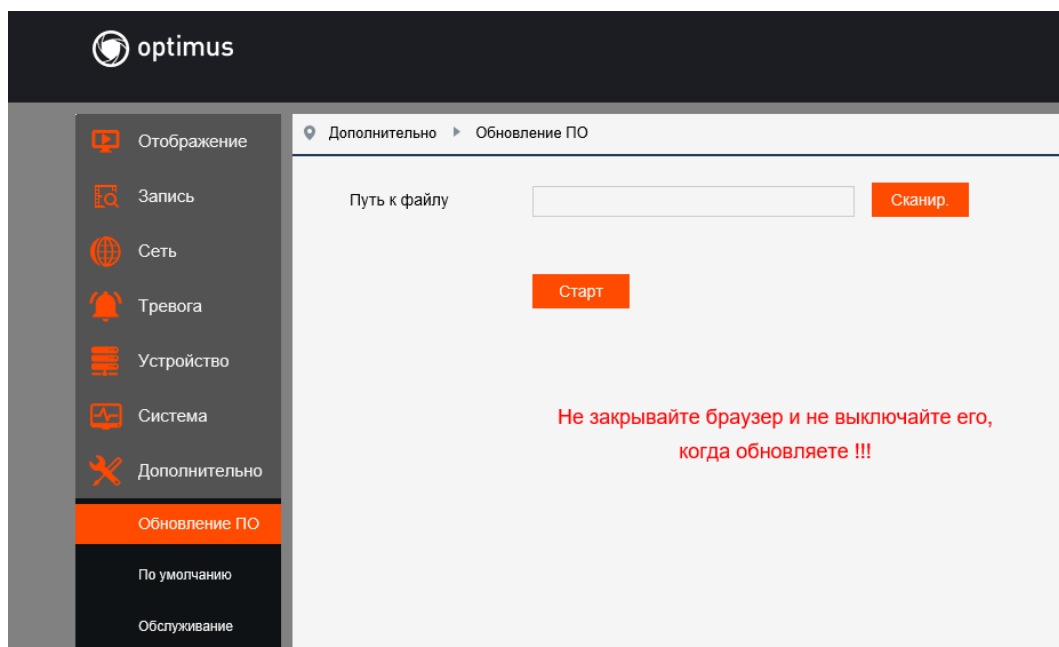 optimus
Отображение
Запись
Сеть
Тревога
Устройство
Система
Дополнительно
Обновление ПО
По умолчанию
Обслуживание
Дополнительно Обновление ПО
Путь к файлу Сканир.
Старт
Не закрывайте браузер и не выключайте его,
когда обновляете !!!